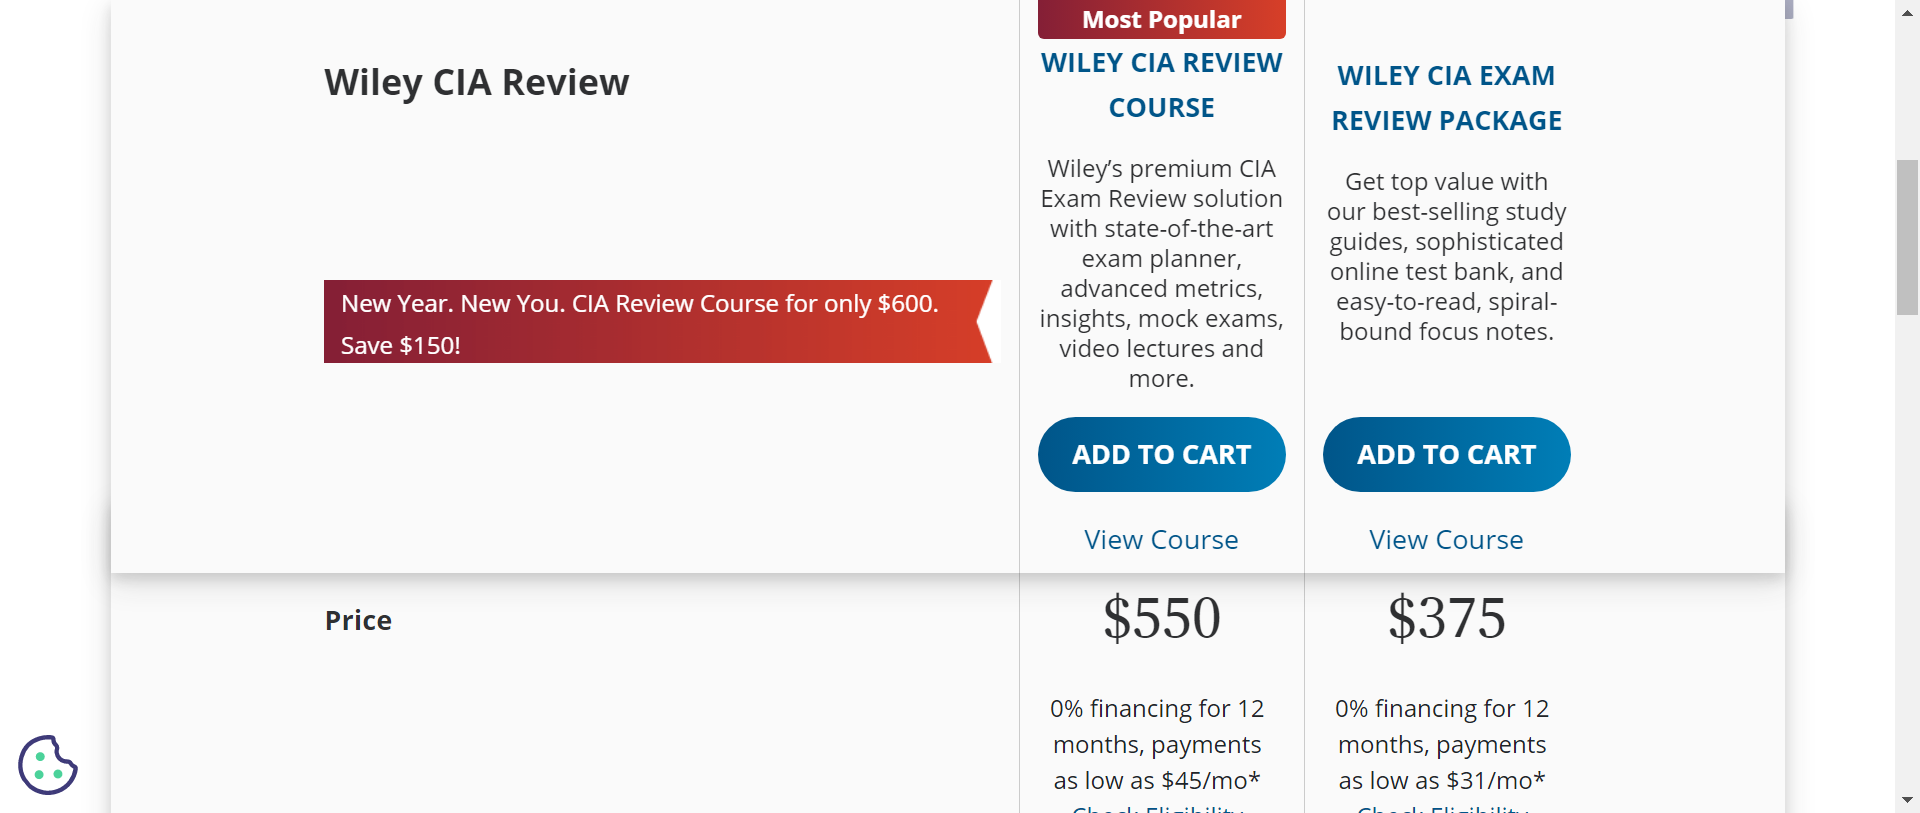 Wiley CIA Review
New Year. New You. CIA Review Course for only $600.
Save $150!
Most Popular
WILEY CIA REVIEW
COURSE
Wiley’s premium CIA
Exam Review solution
with state-of-the-art
exam planner,
advanced metrics,
insights, mock exams,
video lectures and
more.
ADD TO CART
View Course
WILEY CIA EXAM
REVIEW PACKAGE
Get top value with
our best-selling study
guides, sophisticated
online test bank, and
easy-to-read, spiral-
bound focus notes.
ADD TO CART
View Course
Price
$550
0% financing for 12
months, payments
as low as $45/mo*
Check Eligibility
$375
0% financing for 12
months, payments
as low as $31/mo*
Check Eligibility